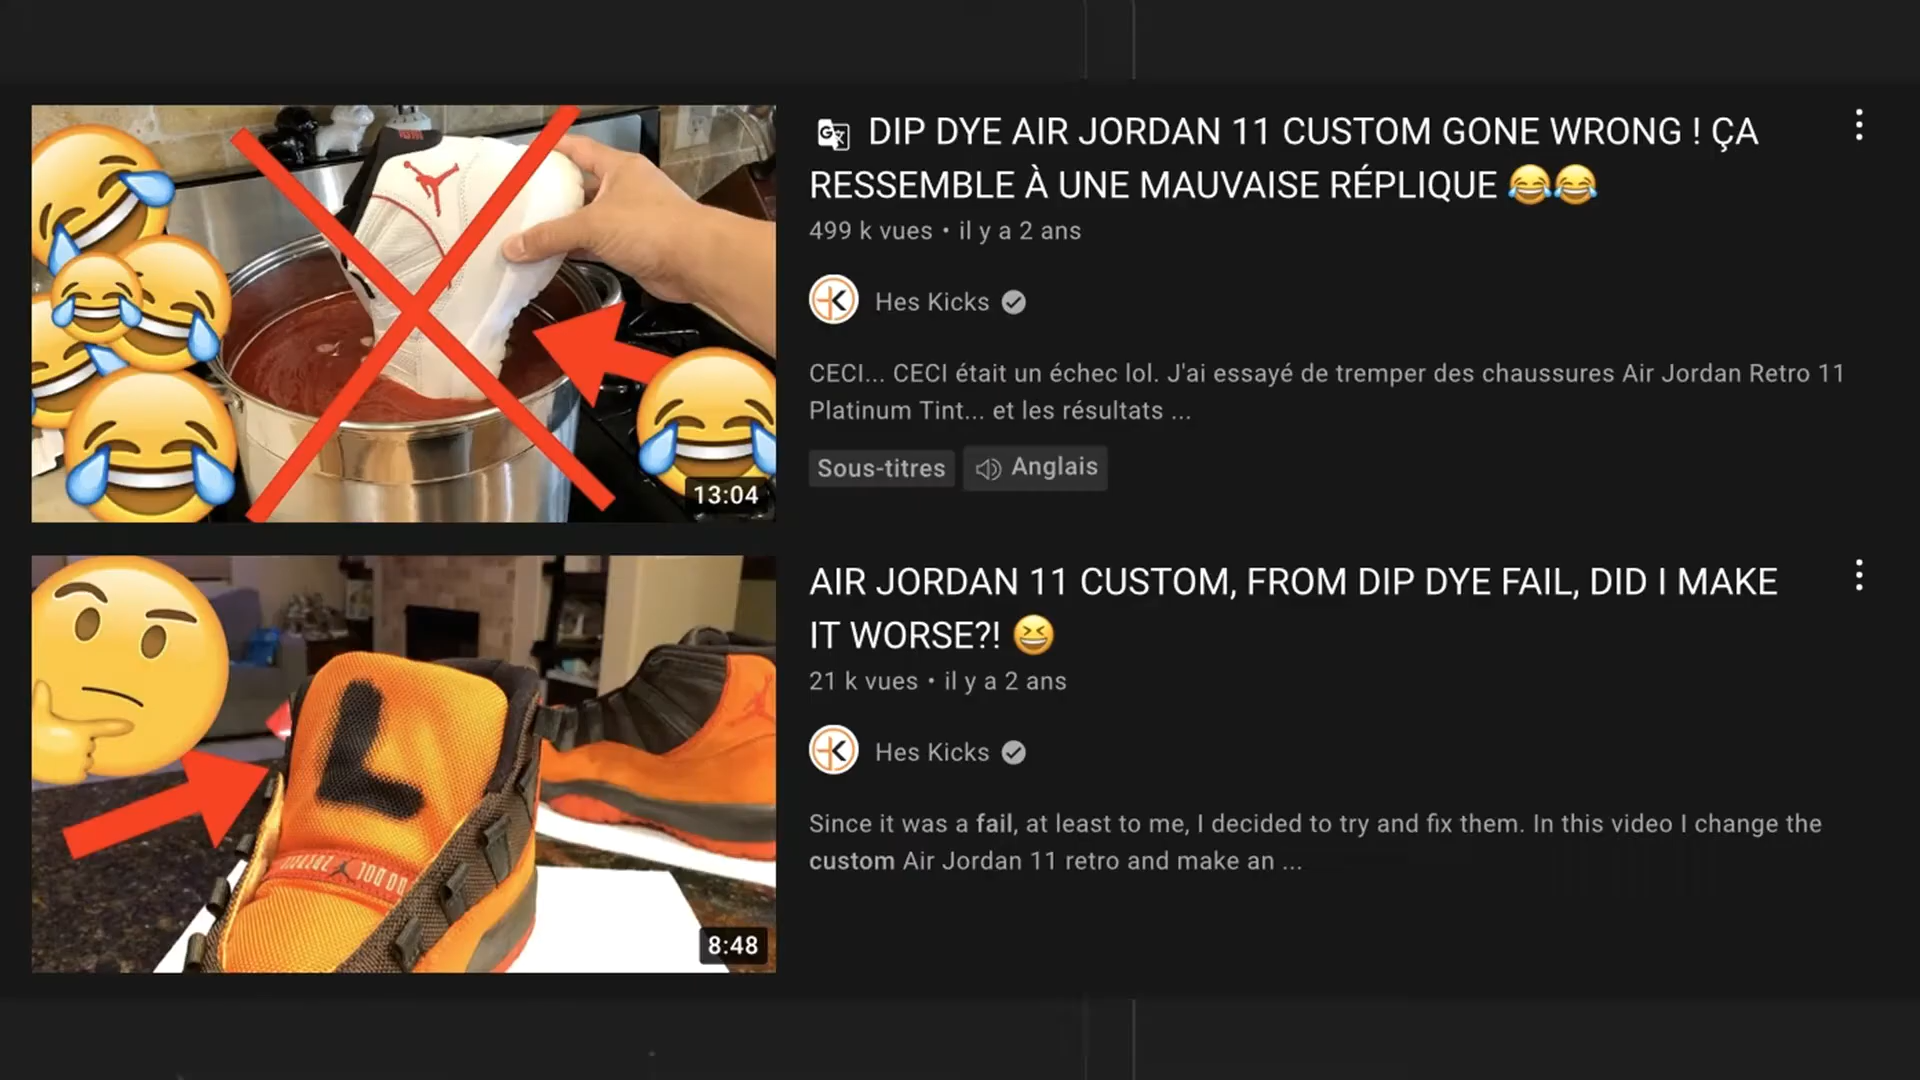 DIP DYE AIR JORDAN 11 CUSTOM GONE WRONG ! ÇA
RESSEMBLE À UNE MAUVAISE RÉPLIQUE 😂😂
499 k vues • il y a 2 ans
Hes Kicks
CECI... CECI était un échec lol. J'ai essayé de tremper des chaussures Air Jordan Retro 11
Platinum Tint... et les résultats ...
Sous-titres
Anglais
13:04
AIR JORDAN 11 CUSTOM, FROM DIP DYE FAIL, DID I MAKE
IT WORSE?! 😆
21 k vues • il y a 2 ans
Hes Kicks
Since it was a fail, at least to me, I decided to try and fix them. In this video I change the
custom Air Jordan 11 retro and make an ...
L
8:48